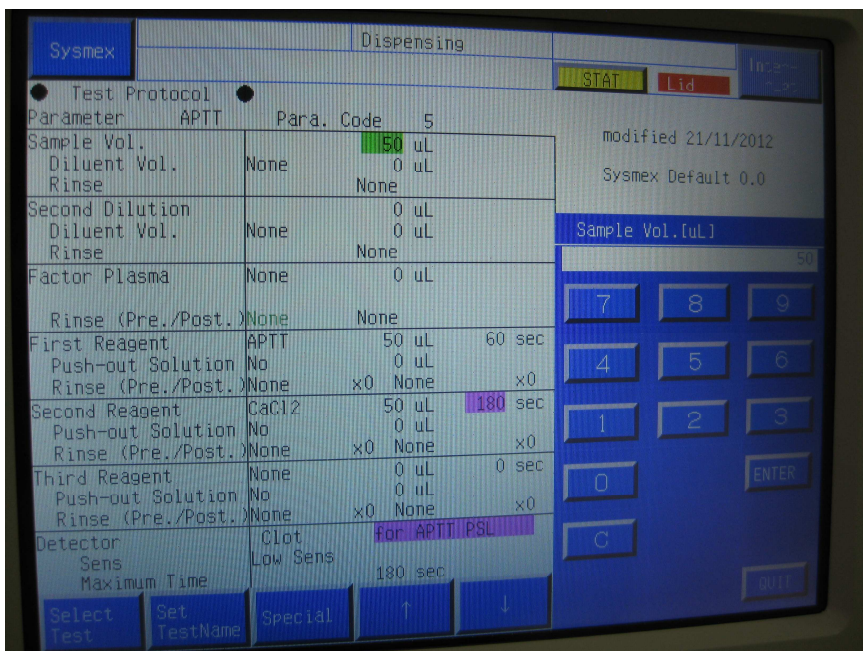 Sysmex
Dispensing
STAT
Lid
● Test Protocol ●
Parameter APTT Para. Code 5
Sample Vol. 50 uL
Diluent Vol. None 0 uL
Rinse None
Second Dilution 0 uL
Diluent Vol. None 0 uL
Rinse None
Factor Plasma None 0 uL
Rinse (Pre./Post.) None None
First Reagent APTT 50 uL 60 sec
Push-out Solution No 0 uL
Rinse (Pre./Post.) None x0 None x0
Second Reagent CaCl2 50 uL 180 sec
Push-out Solution No 0 uL
Rinse (Pre./Post.) None x0 None x0
Third Reagent None 0 uL 0 sec
Push-out Solution No 0 uL
Rinse (Pre./Post.) None x0 None x0
Detector Clot for APTT PSL
Sens Low Sens
Maximum Time 180 sec
Select Test
Set TestName
Special
↑
↓
modified 21/11/2012
Sysmex Default 0.0
Sample Vol.[uL]
50
7 8 9
4 5 6
1 2 3
0 ENTER
C
QUIT